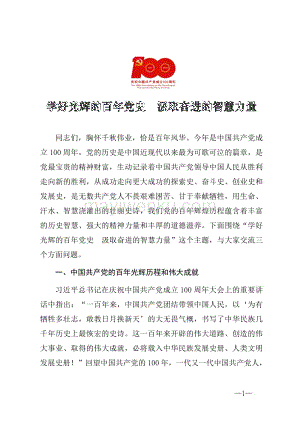 庆祝中国共产党成立100周年
学好光辉的百年党史　汲取奋进的智慧力量
同志们，胸怀千秋伟业，恰是百年风华。今年是中国共产党成
立 100 周年，党的历史是中国近现代以来最为可歌可泣的篇章，是
党最宝贵的精神财富，生动记录着中国共产党领导中国人民从胜利
走向新的胜利，从成功走向更大成功的探索史、奋斗史、创业史和
发展史，是无数共产党人不畏艰难困苦、甘于奉献牺牲，用生命、
汗水、智慧浇灌的壮丽史诗，我们党的百年辉煌历程蕴含着丰富
的历史智慧、强大的精神力量和丰厚的道德滋养。下面围绕“学好
光辉的百年党史　汲取奋进的智慧力量”这个主题，与大家交流三
个方面问题。
一、中国共产党的百年光辉历程和伟大成就
习近平总书记在庆祝中国共产党成立 100 周年大会上的重要讲
话中指出：“一百年来，中国共产党团结带领中国人民，以‘为有
牺牲多壮志，敢教日月换新天’的大无畏气概，书写了中华民族几
千年历史上最恢宏的史诗。这一百年来开辟的伟大道路、创造的伟
大事业、取得的伟大成就，必将载入中华民族发展史册、人类文明
发展史册！”回望中国共产党的 100 年，一代又一代中国共产党人，
—1—